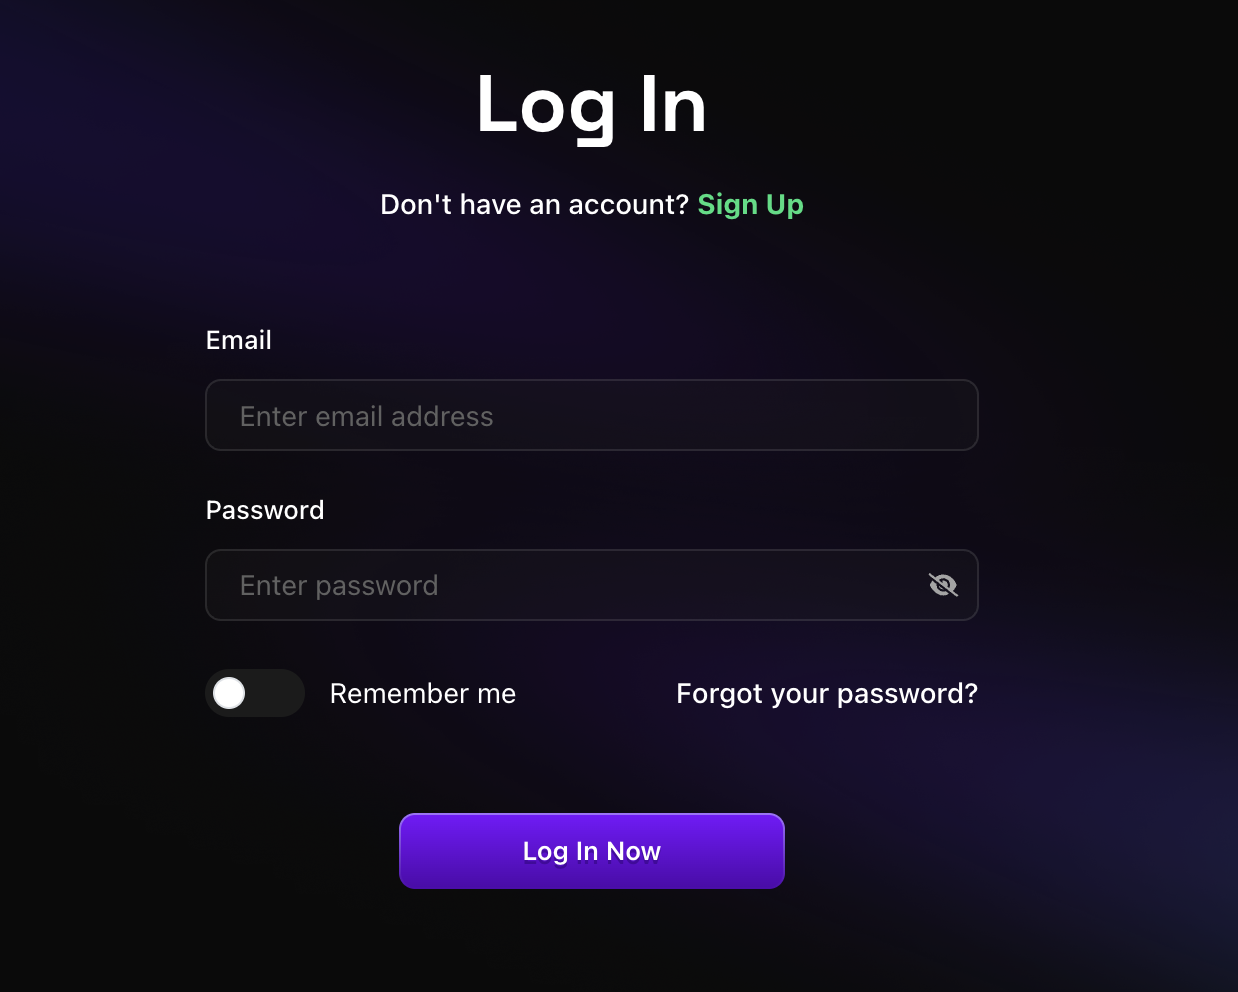 Log In
Don't have an account? Sign Up
Email
Enter email address
Password
Enter password
Remember me
Forgot your password?
Log In Now